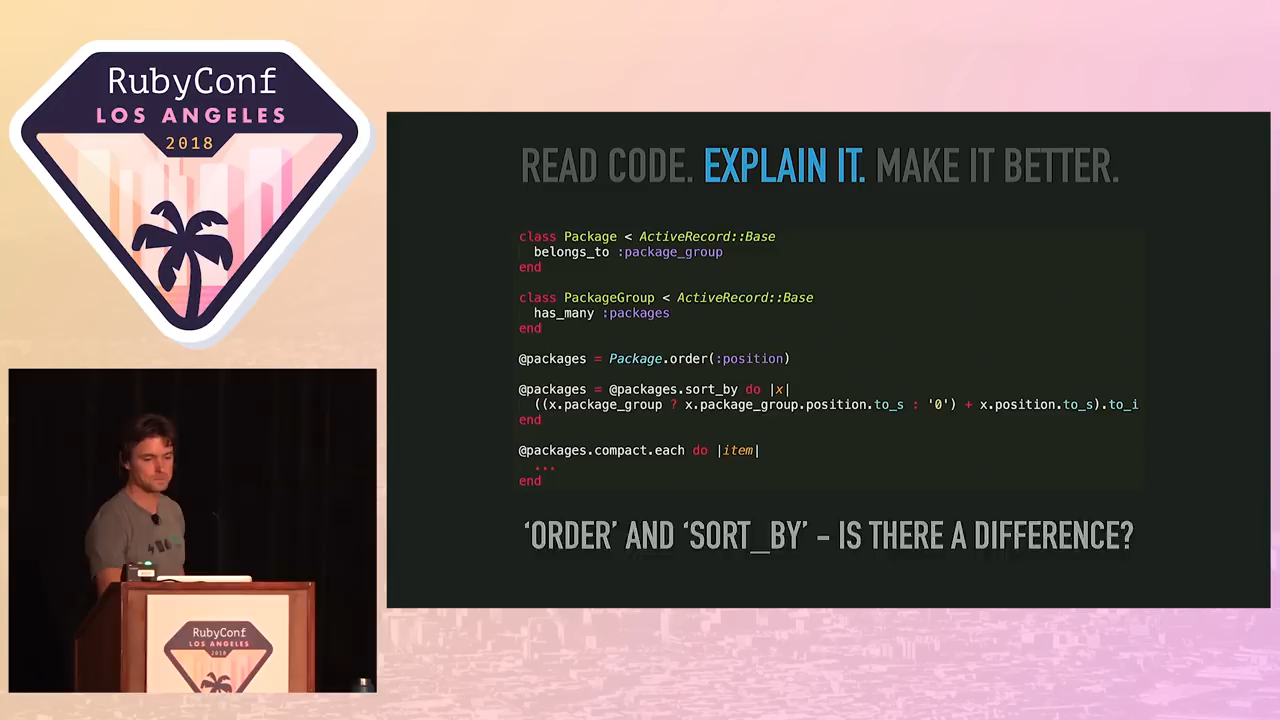 RubyConf
LOS ANGELES
2018
READ CODE. EXPLAIN IT. MAKE IT BETTER.
class Package < ActiveRecord::Base
  belongs_to :package_group
end
class PackageGroup < ActiveRecord::Base
  has_many :packages
end
@packages = Package.order(:position)
@packages = @packages.sort_by do |x|
  ((x.package_group ? x.package_group.position.to_s : '0') + x.position.to_s).to_i
end
@packages.compact.each do |item|
  ...
end
‘ORDER’ AND ‘SORT_BY’ – IS THERE A DIFFERENCE?
RubyConf
LOS ANGELES
2018